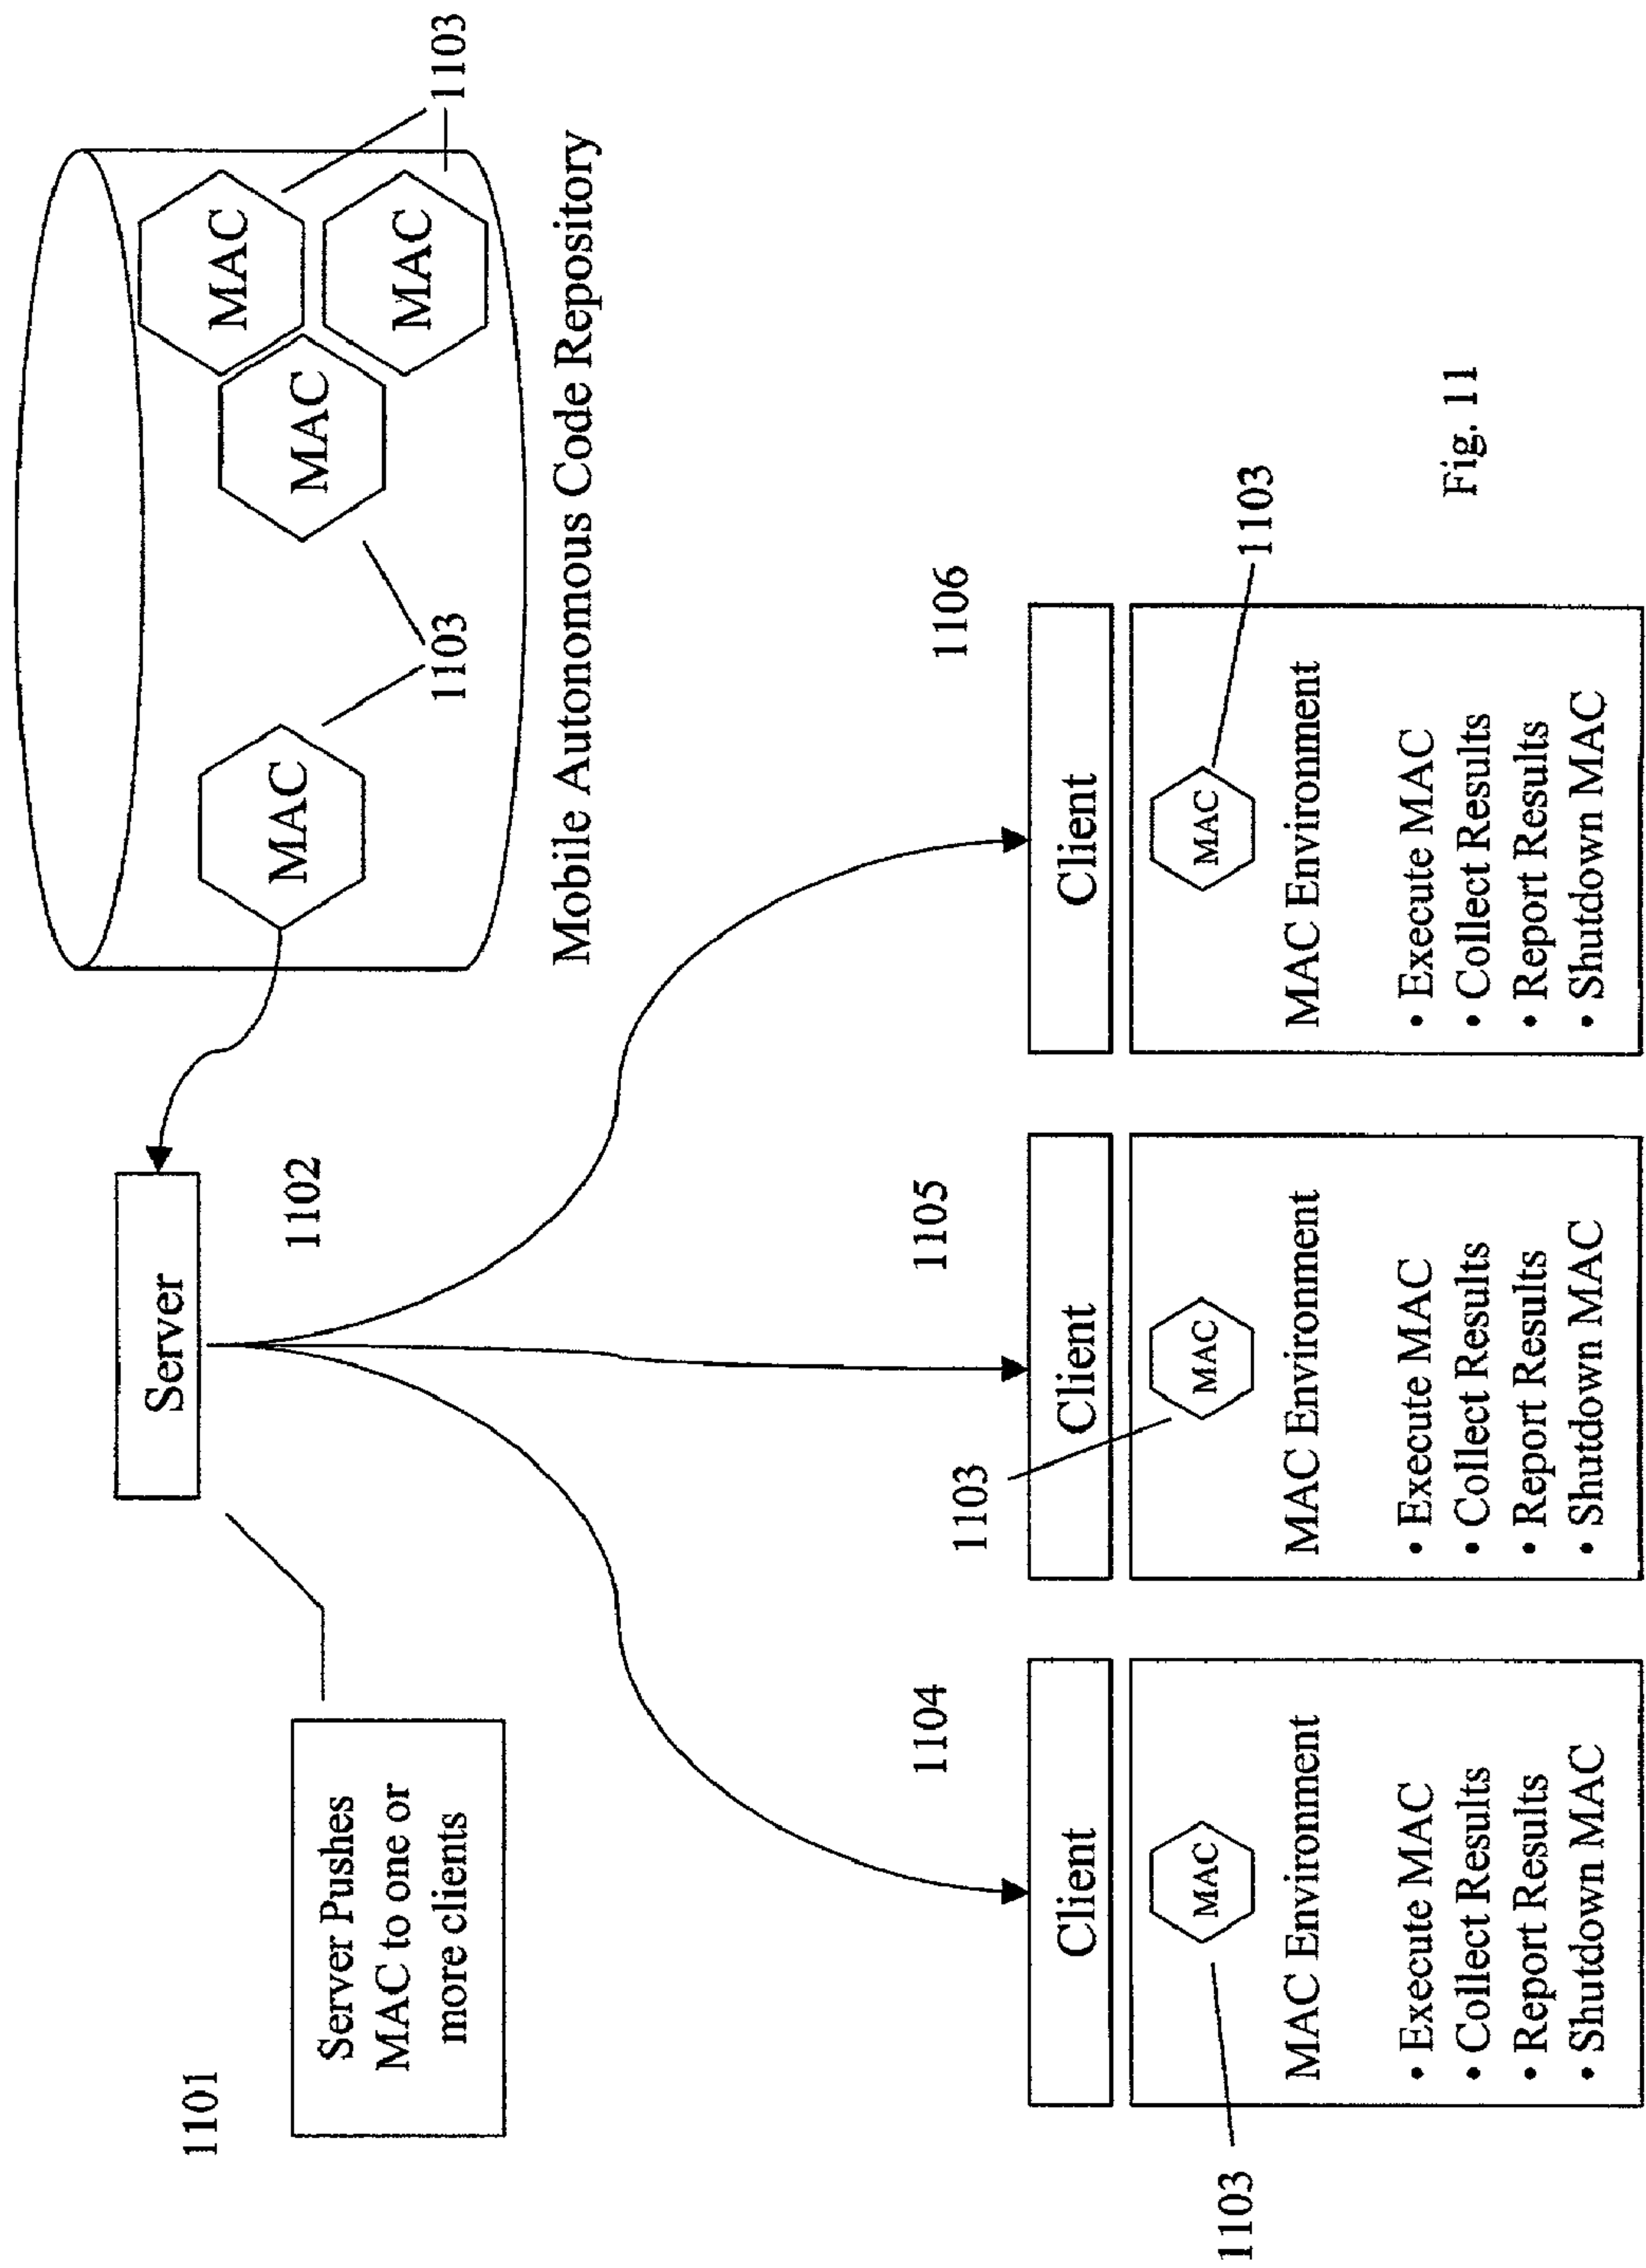 1101
Server Pushes
MAC to one or
more clients
Server
1102
MAC
MAC
MAC
MAC
1103
1103
Mobile Autonomous Code Repository
1104
1105
1106
Client
MAC
1103
MAC Environment
• Execute MAC
• Collect Results
• Report Results
• Shutdown MAC
Client
1103
MAC
MAC Environment
• Execute MAC
• Collect Results
• Report Results
• Shutdown MAC
Client
MAC
1103
MAC Environment
• Execute MAC
• Collect Results
• Report Results
• Shutdown MAC
Fig. 11